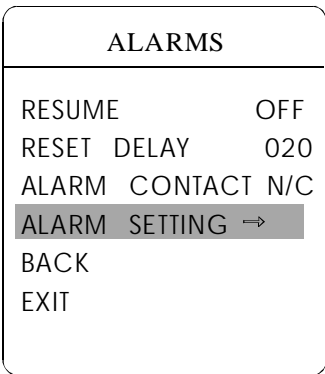 ALARMS
RESUME OFF
RESET DELAY 020
ALARM CONTACT N/C
ALARM SETTING ⇒
BACK
EXIT